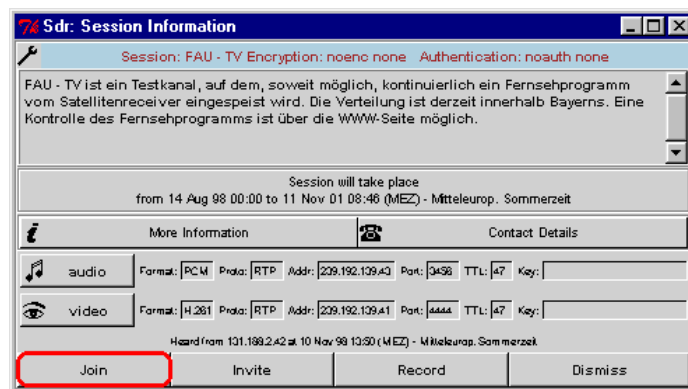 Sdr: Session Information
Session: FAU - TV Encryption: noenc none Authentication: noauth none
FAU - TV ist ein Testkanal, auf dem, soweit möglich, kontinuierlich ein Fernsehprogramm
vom Satellitenreceiver eingespeist wird. Die Verteilung ist derzeit innerhalb Bayerns. Eine
Kontrolle des Fernsehprogramms ist über die WWW-Seite möglich.
Session will take place
from 14 Aug 98 00:00 to 11 Nov 01 08:46 (MEZ) - Mitteleurop. Sommerzeit
More Information Contact Details
audio Format: PCM Proto: RTP Addr: 239.192.139.43 Port: 3456 TTL: 47 Key:
video Format: H.261 Proto: RTP Addr: 239.192.139.41 Port: 4444 TTL: 47 Key:
Heard from 131.188.2.42 at 10 Nov 98 13:50 (MEZ) - Mitteleurop. Sommerzeit
Join Invite Record Dismiss